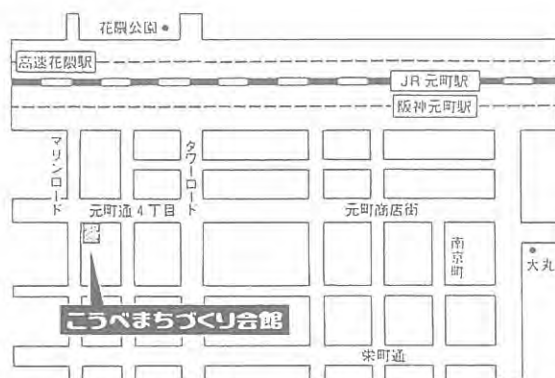 花隈公園
高速花隈駅
JR元町駅
阪神元町駅
マリンロード
タワーロード
元町通4丁目
元町商店街
南京町
大丸
こうべまちづくり会館
栄町通